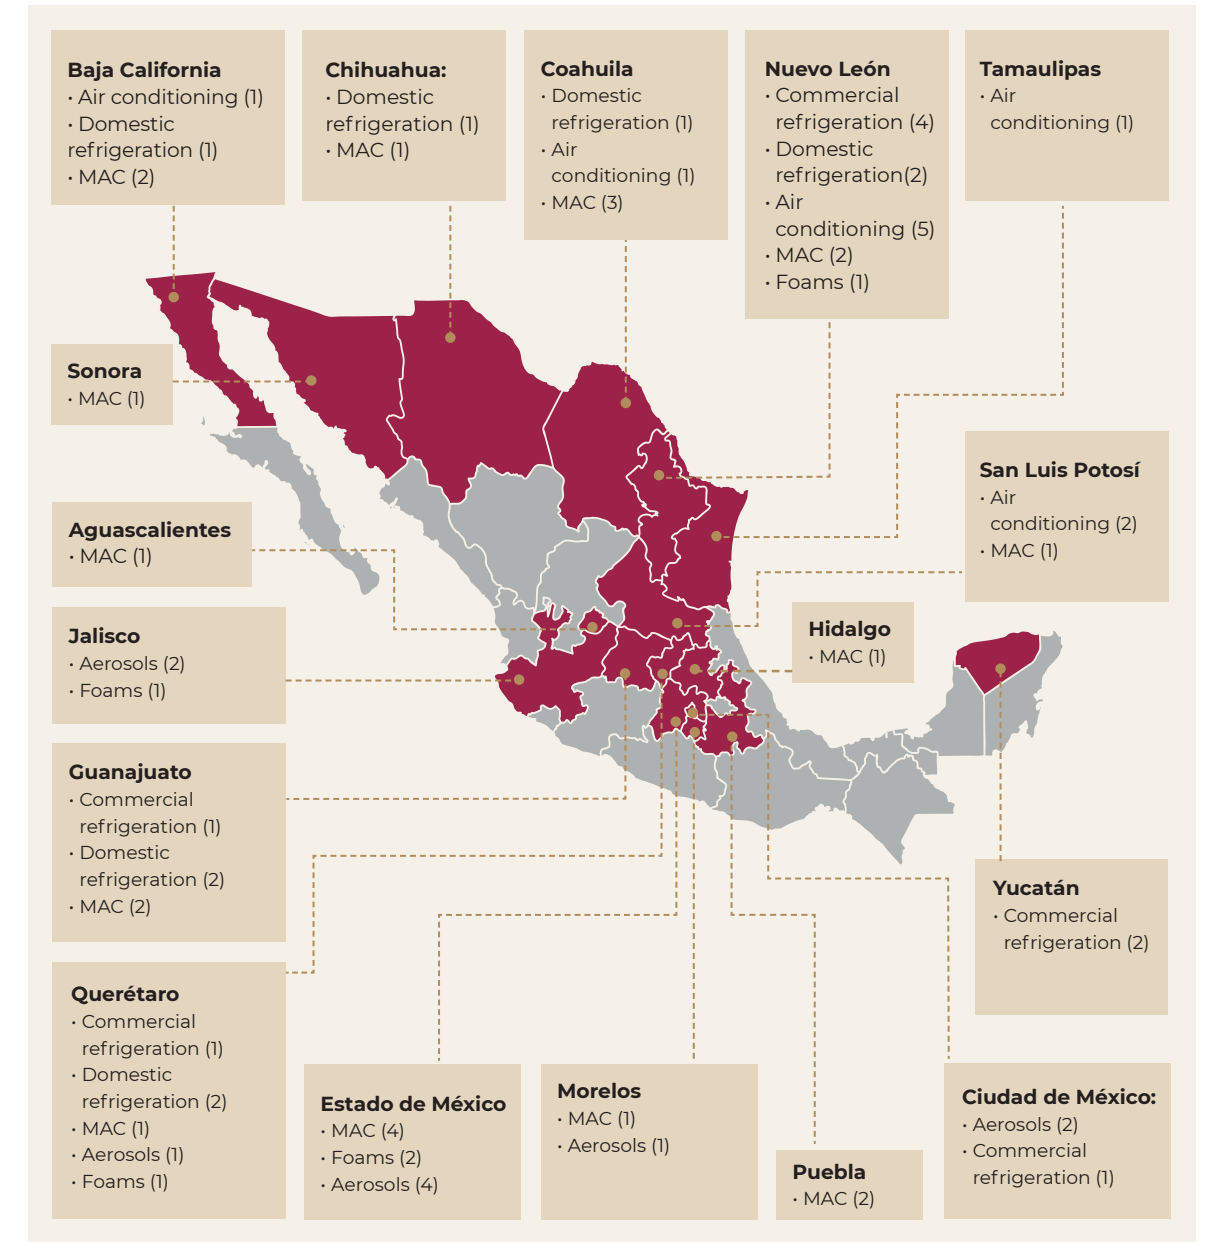 Baja California
· Air conditioning (1)
· Domestic
refrigeration (1)
· MAC (2)
Chihuahua:
· Domestic
refrigeration (1)
· MAC (1)
Coahuila
· Domestic
refrigeration (1)
· Air
conditioning (1)
· MAC (3)
Nuevo León
· Commercial
refrigeration (4)
· Domestic
refrigeration(2)
· Air
conditioning (5)
· MAC (2)
· Foams (1)
Tamaulipas
· Air
conditioning (1)
Sonora
· MAC (1)
San Luis Potosí
· Air
conditioning (2)
· MAC (1)
Aguascalientes
· MAC (1)
Hidalgo
· MAC (1)
Jalisco
· Aerosols (2)
· Foams (1)
Guanajuato
· Commercial
refrigeration (1)
· Domestic
refrigeration (2)
· MAC (2)
Yucatán
· Commercial
refrigeration (2)
Querétaro
· Commercial
refrigeration (1)
· Domestic
refrigeration (2)
· MAC (1)
· Aerosols (1)
· Foams (1)
Estado de México
· MAC (4)
· Foams (2)
· Aerosols (4)
Morelos
· MAC (1)
· Aerosols (1)
Puebla
· MAC (2)
Ciudad de México:
· Aerosols (2)
· Commercial
refrigeration (1)